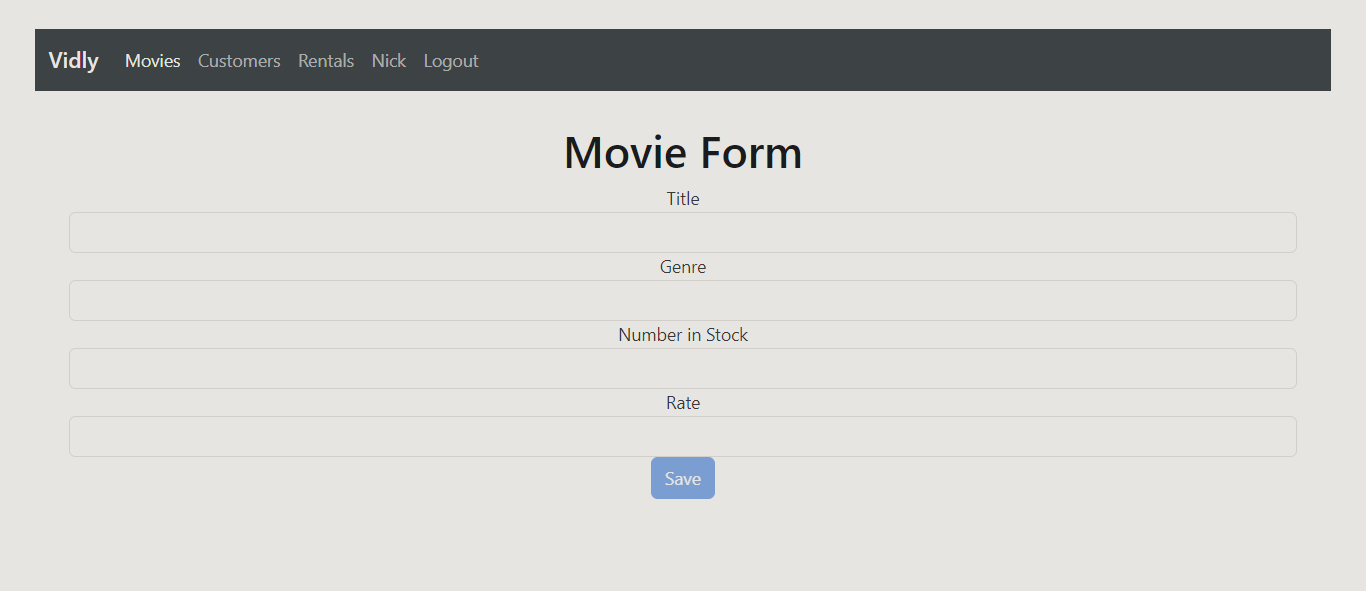 Vidly Movies Customers Rentals Nick Logout
Movie Form
Title
Genre
Number in Stock
Rate
Save